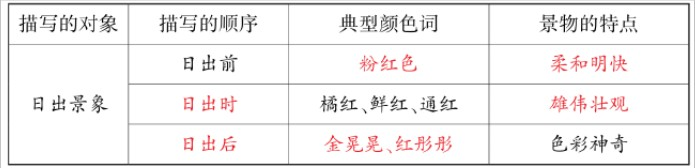 描写的对象 描写的顺序 典型颜色词 景物的特点
日出前 粉红色 柔和明快
日出景象 日出时 橘红、鲜红、通红 雄伟壮观
日出后 金晃晃、红彤彤 色彩神奇